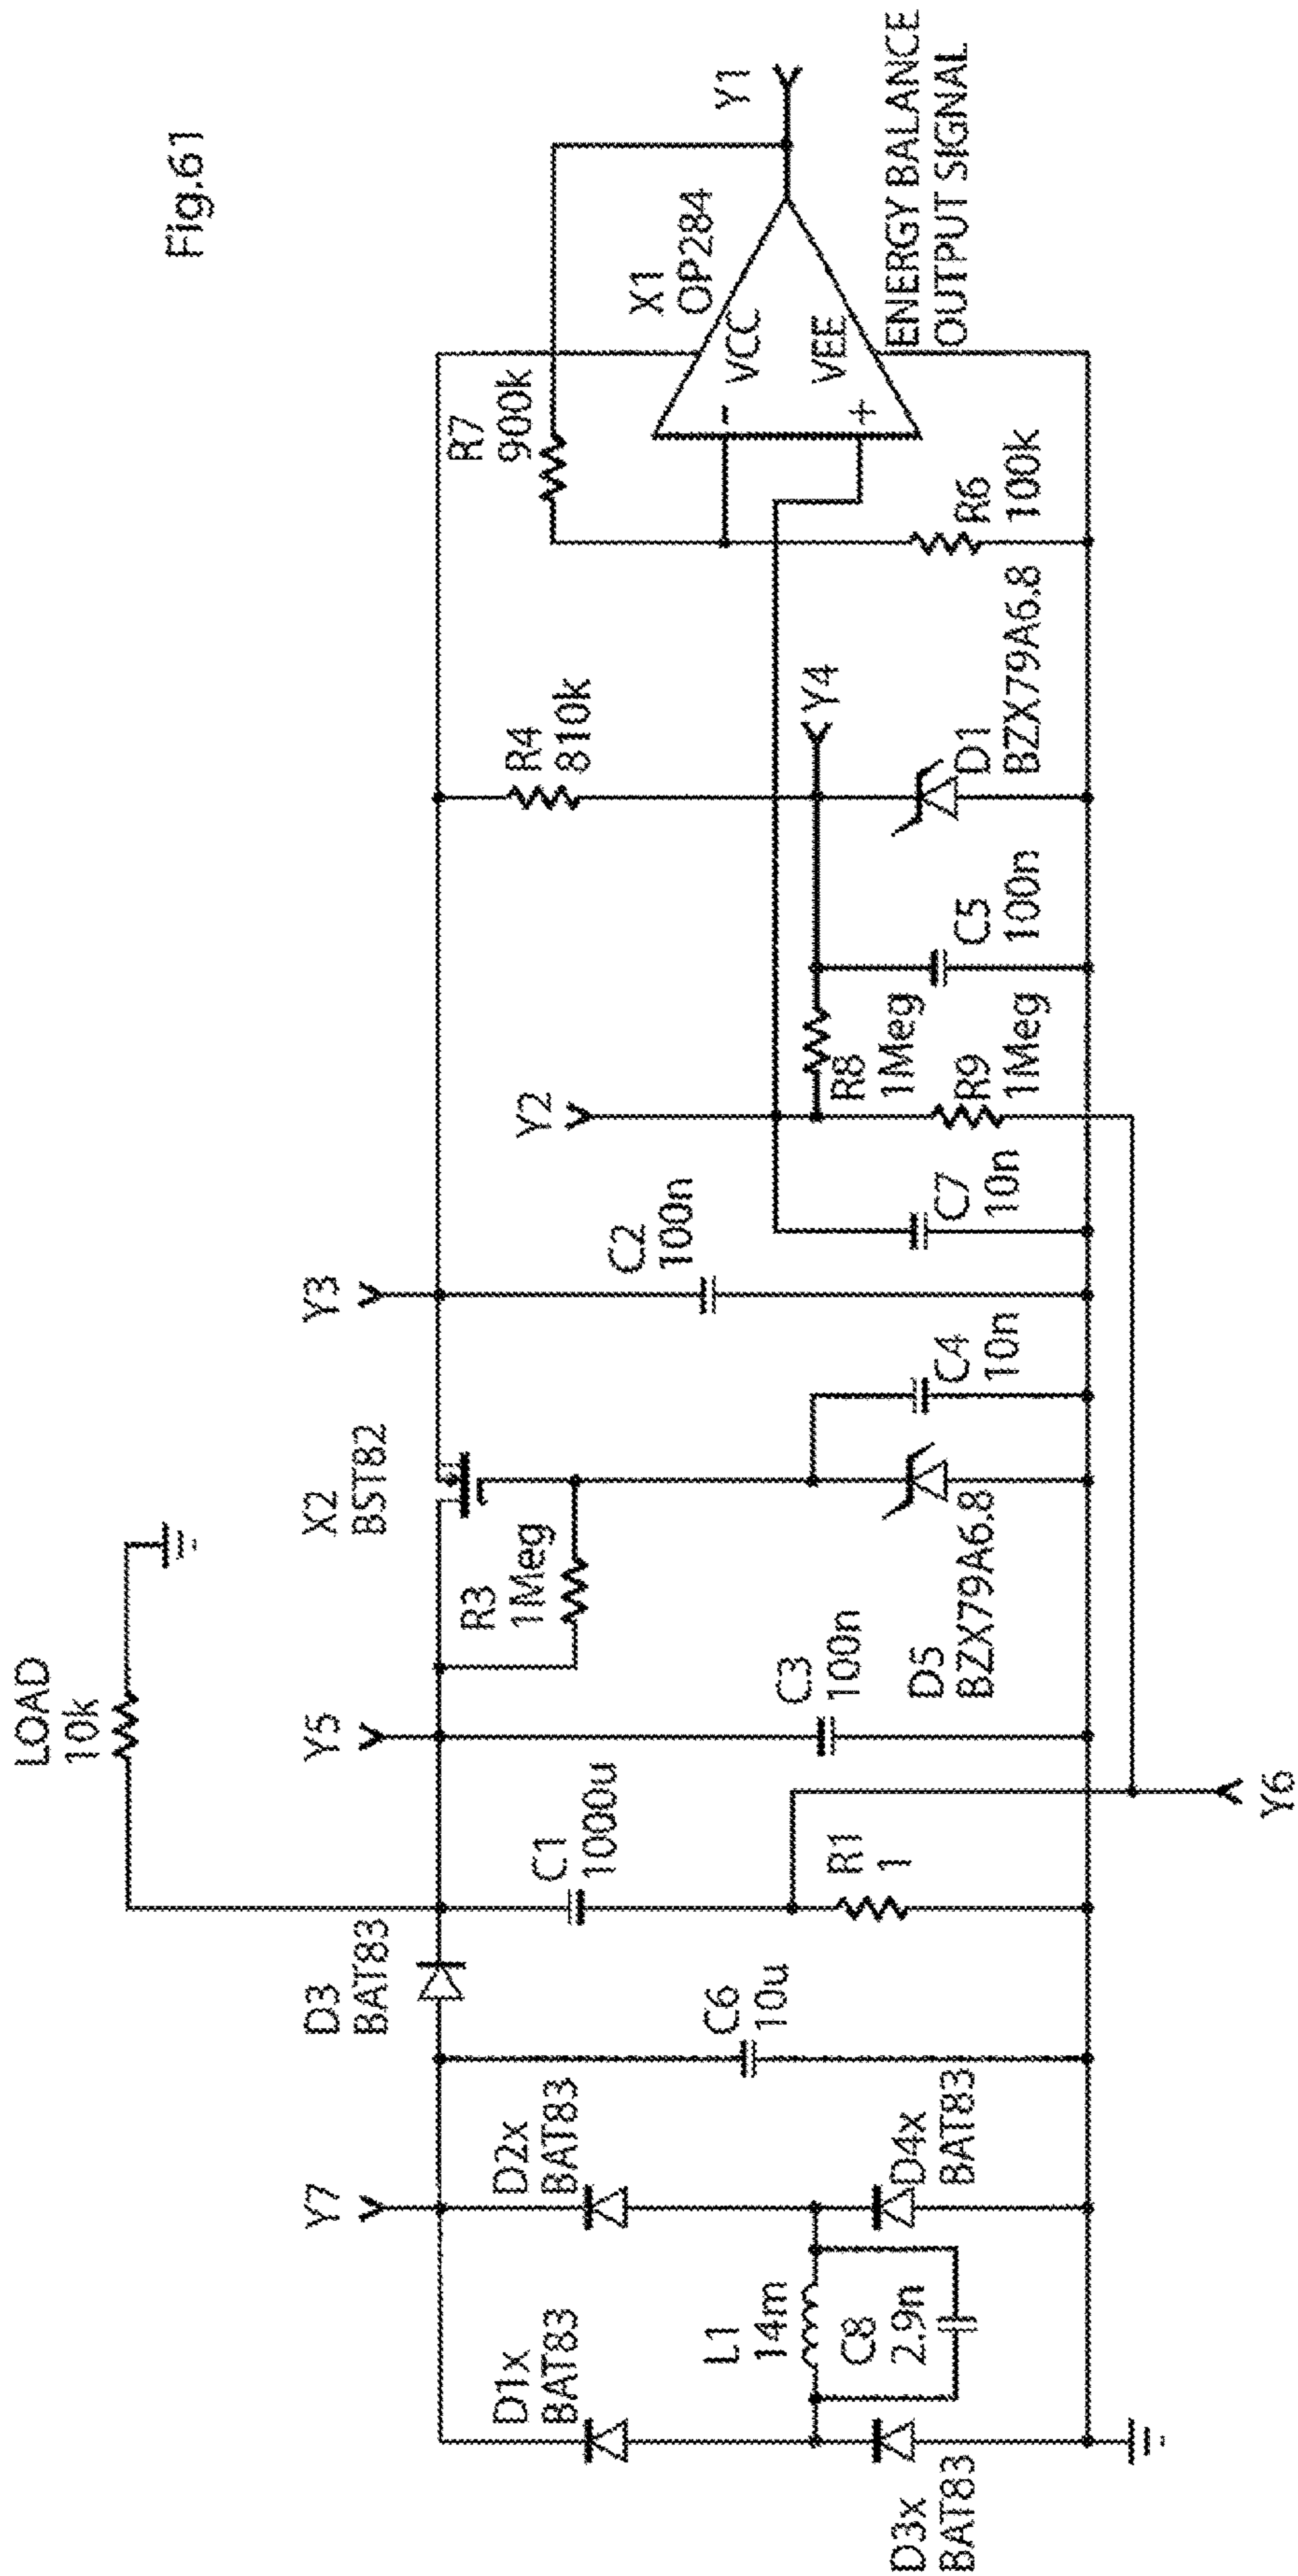 Fig.61
LOAD
10k
X2
BST82
Y3
Y5
D3
BAT83
Y7
Y2
Y1
X1
OP284
VCC
VEE
-
+
ENERGY BALANCE
OUTPUT SIGNAL
R7
900k
R4
810k
R6
100k
Y4
D1
BZX79A6.8
C5
100n
R8
1Meg
R9
1Meg
C7
10n
C2
100n
C4
10n
R3
1Meg
D5
BZX79A6.8
C3
100n
C1
1000u
R1
1
Y6
C6
10u
D2x
BAT83
D4x
BAT83
L1
14m
C8
2.9n
D1x
BAT83
D3x
BAT83